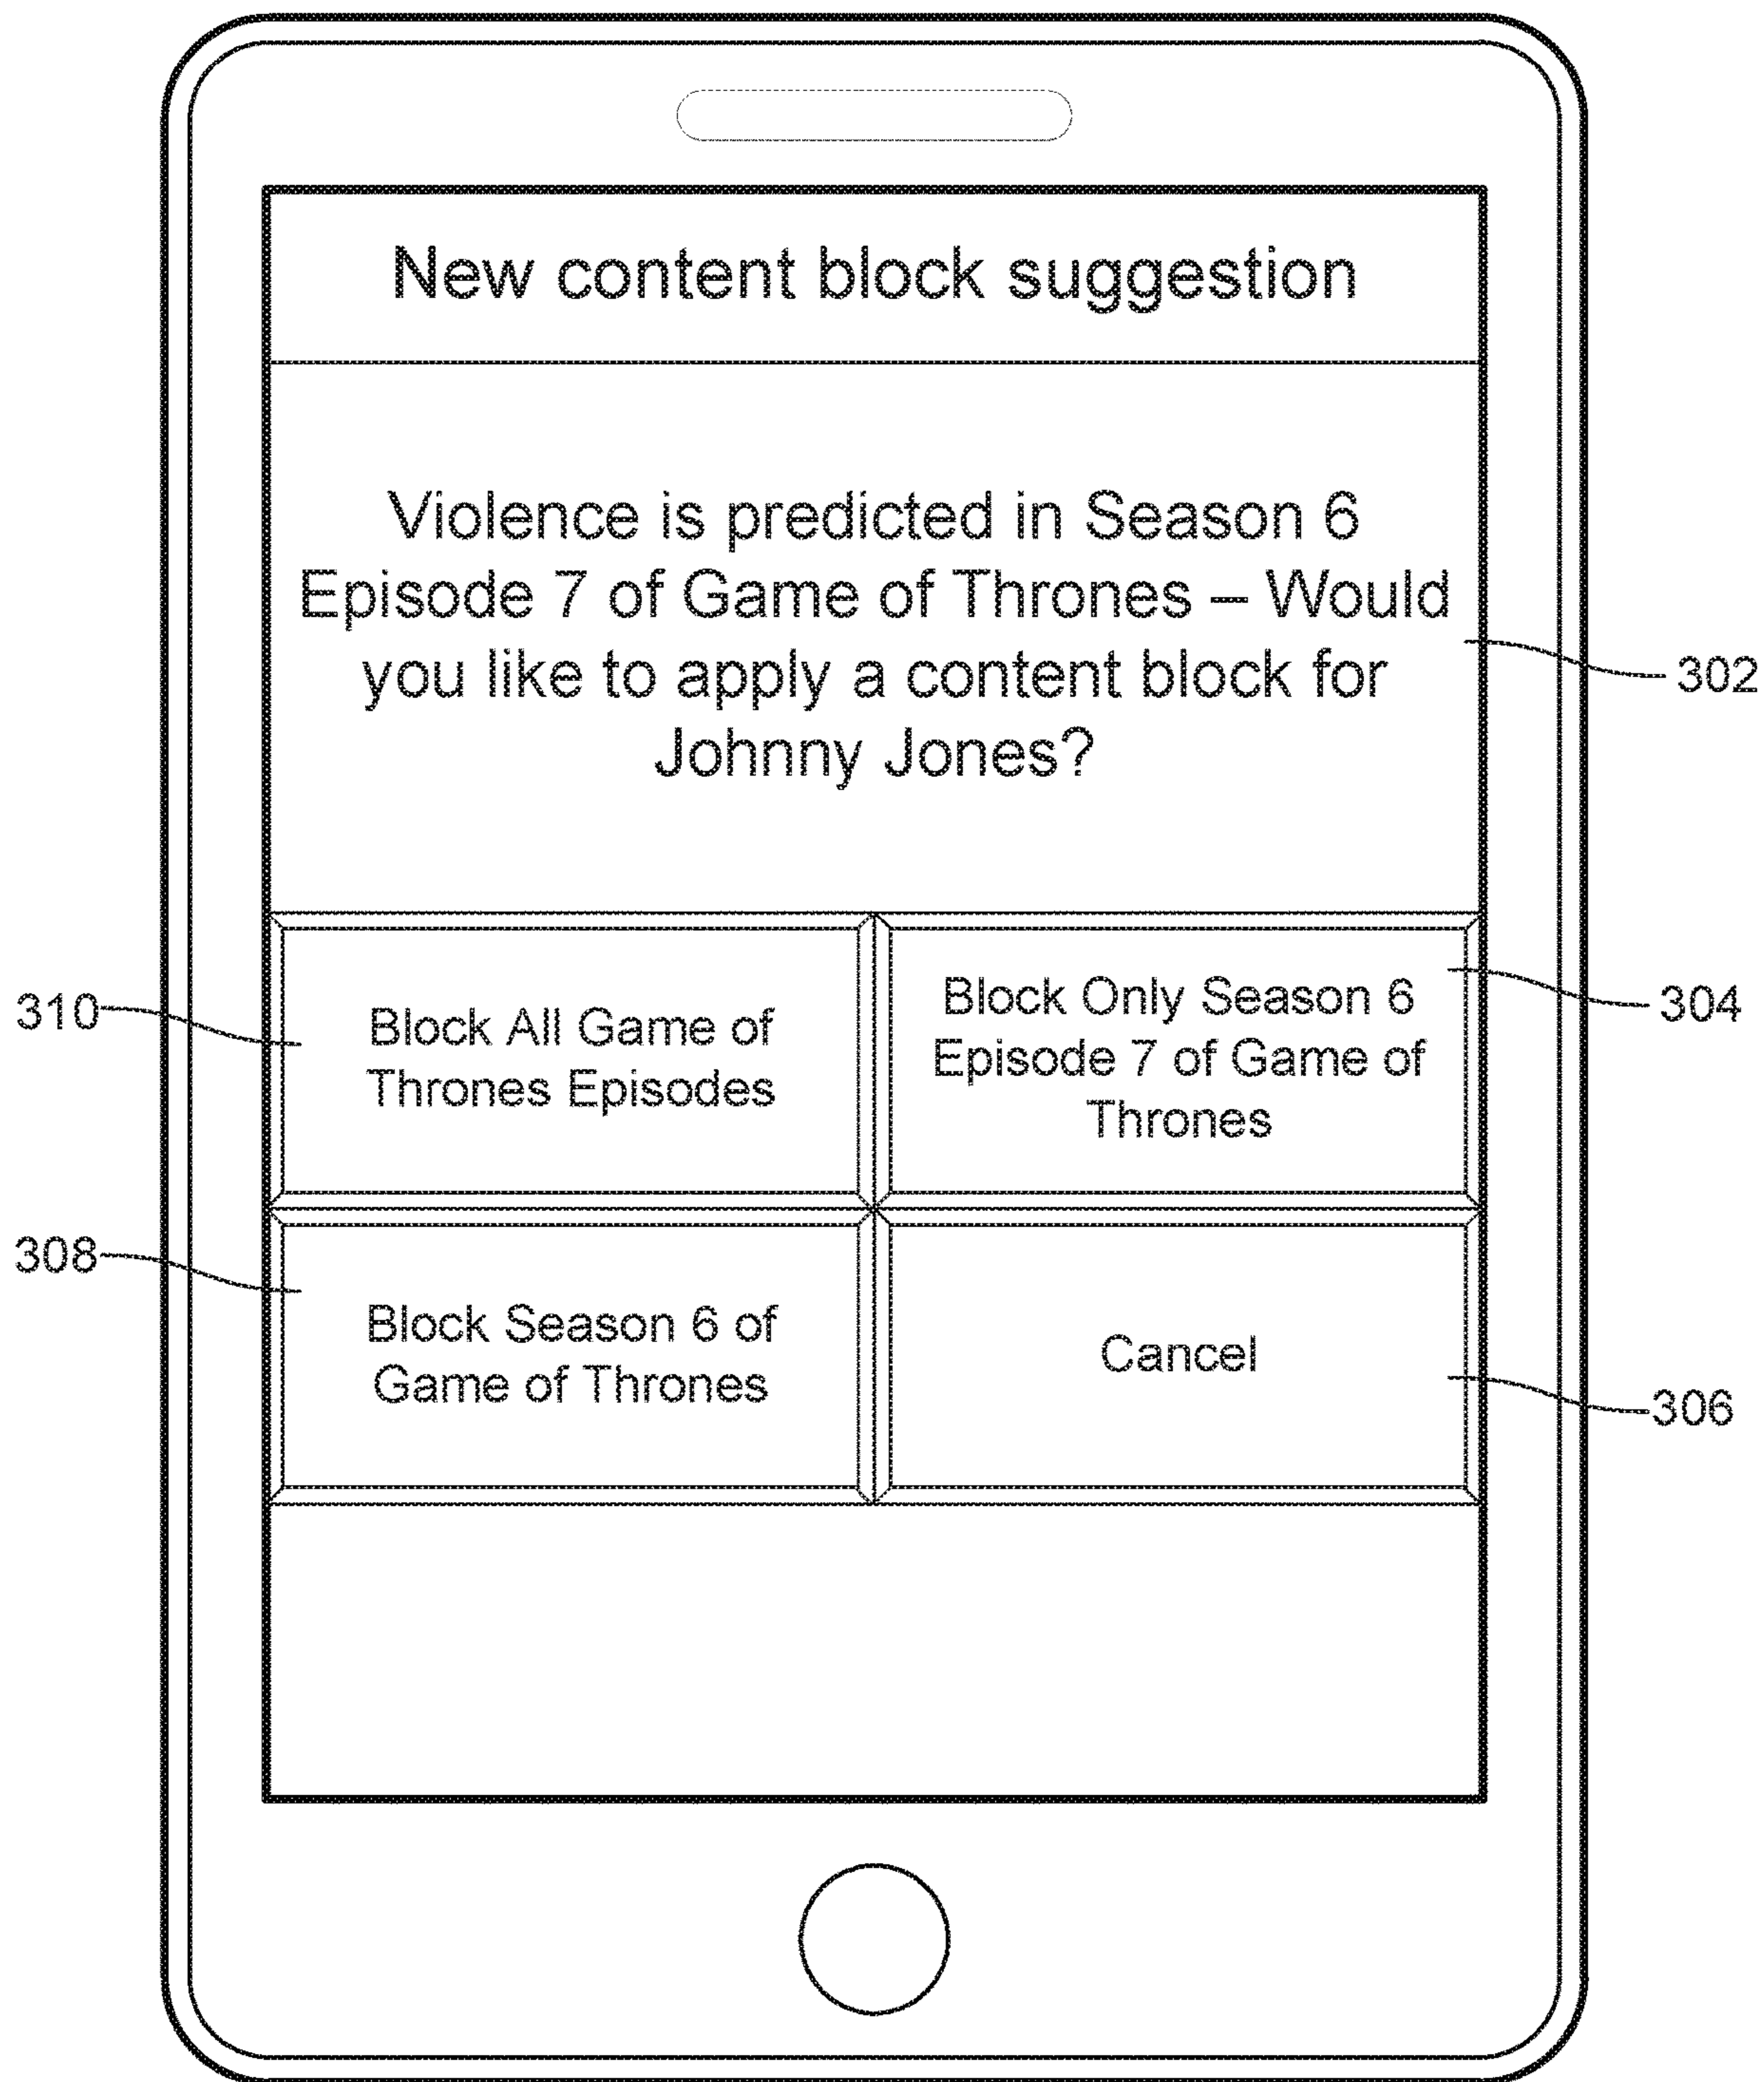 New content block suggestion
Violence is predicted in Season 6
Episode 7 of Game of Thrones – Would
you like to apply a content block for
Johnny Jones?
302
310
Block All Game of
Thrones Episodes
Block Only Season 6
Episode 7 of Game of
Thrones
304
308
Block Season 6 of
Game of Thrones
Cancel
306